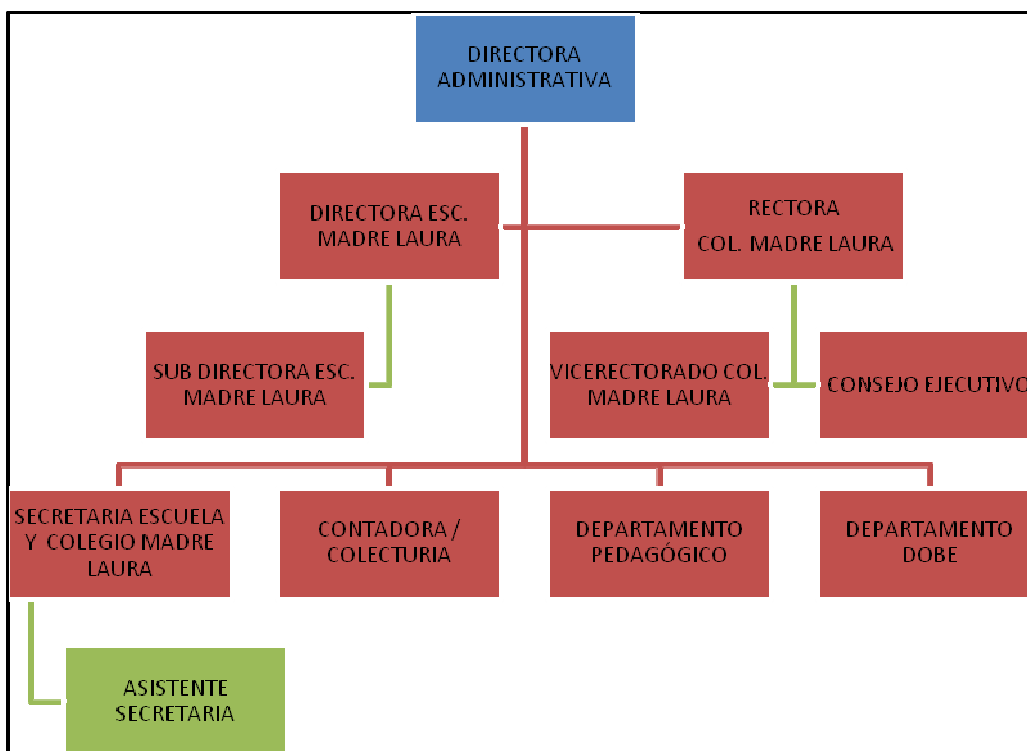 DIRECTORA
ADMINISTRATIVA
DIRECTORA ESC.
MADRE LAURA
RECTORA
COL. MADRE LAURA
SUB DIRECTORA ESC.
MADRE LAURA
VICERECTORADO COL.
MADRE LAURA
CONSEJO EJECUTIVO
SECRETARIA ESCUELA
Y COLEGIO MADRE
LAURA
CONTADORA /
COLECTURIA
DEPARTAMENTO
PEDAGÓGICO
DEPARTAMENTO
DOBE
ASISTENTE
SECRETARIA